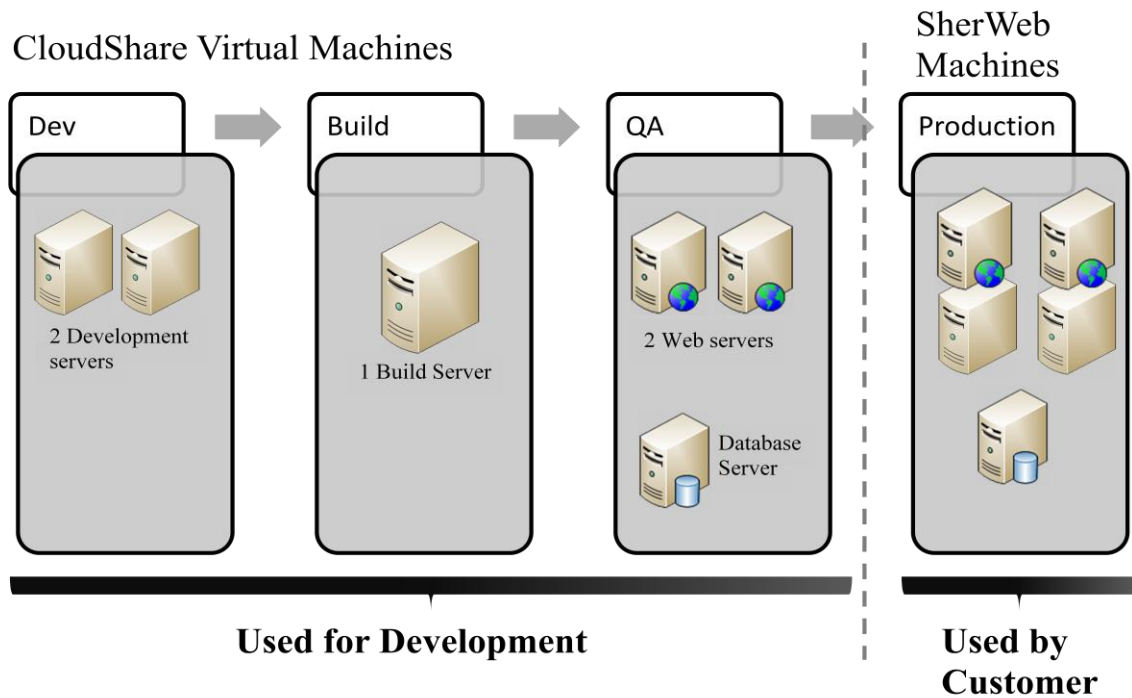 CloudShare Virtual Machines
SherWeb
Machines
Dev
Build
QA
Production
2 Development
servers
1 Build Server
2 Web servers
Database
Server
Used for Development
Used by
Customer